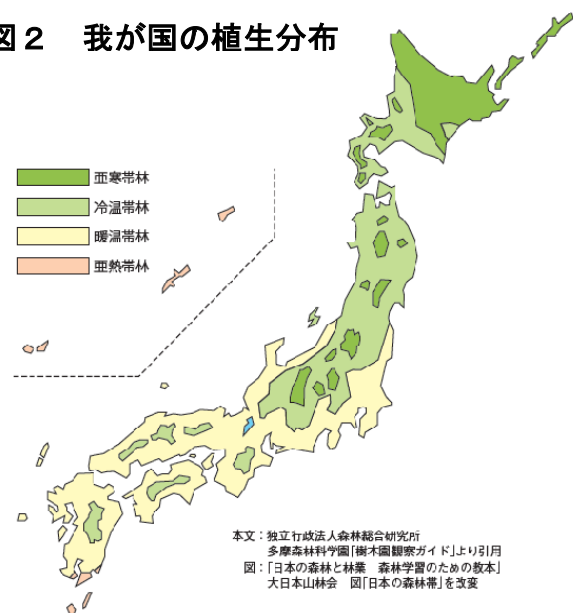 図２　我が国の植生分布
亜寒帯林
冷温帯林
暖温帯林
亜熱帯林
本文：独立行政法人森林総合研究所
多摩森林科学園「樹木園観察ガイド」より引用
図：「日本の森林と林業　森林学習のための教本」
大日本山林会　図「日本の森林帯」を改変